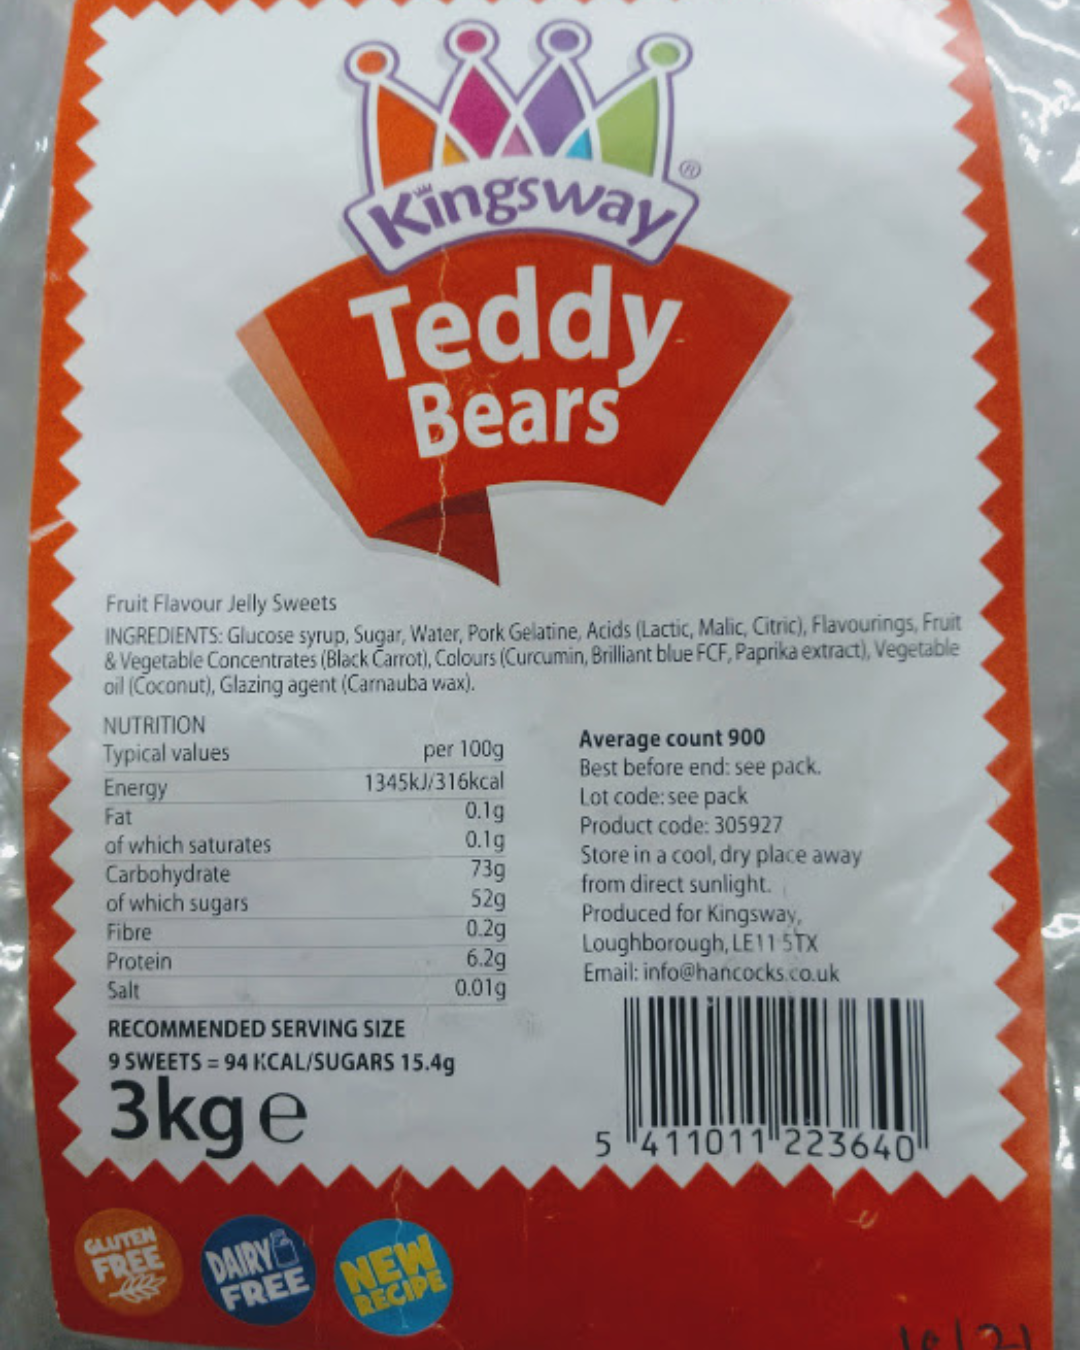 Kingsway ®
Teddy
Bears
Fruit Flavour Jelly Sweets
INGREDIENTS: Glucose syrup, Sugar, Water, Pork Gelatine, Acids (Lactic, Malic, Citric), Flavourings, Fruit
& Vegetable Concentrates (Black Carrot), Colours (Curcumin, Brilliant blue FCF, Paprika extract), Vegetable
oil (Coconut), Glazing agent (Carnauba wax).
NUTRITION
Typical values per 100g
Energy 1345kJ/316kcal
Fat 0.1g
of which saturates 0.1g
Carbohydrate 73g
of which sugars 52g
Fibre 0.2g
Protein 6.2g
Salt 0.01g
RECOMMENDED SERVING SIZE
9 SWEETS = 94 KCAL/SUGARS 15.4g
3kg e
Average count 900
Best before end: see pack.
Lot code: see pack
Product code: 305927
Store in a cool, dry place away
from direct sunlight.
Produced for Kingsway,
Loughborough, LE11 5TX
Email: info@hancocks.co.uk
5 411011 223640
GLUTEN
FREE
DAIRY
FREE
NEW
RECIPE